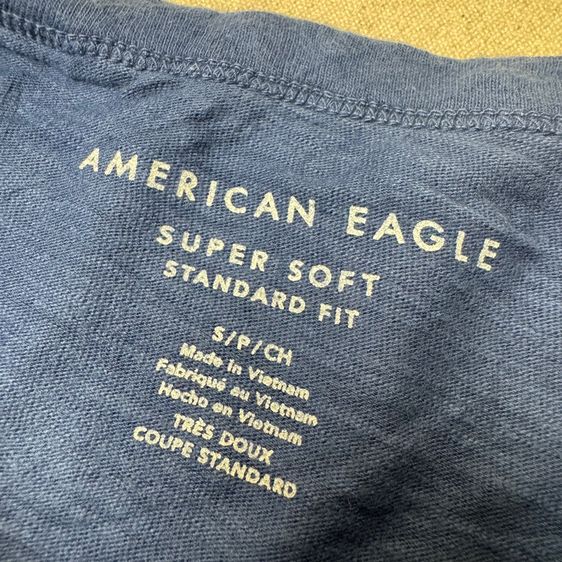 AMERICAN EAGLE
SUPER SOFT
STANDARD FIT
S/P/CH
Made in Vietnam
Fabriqué au Vietnam
Hecho en Vietnam
TRÈS DOUX
COUPE STANDARD